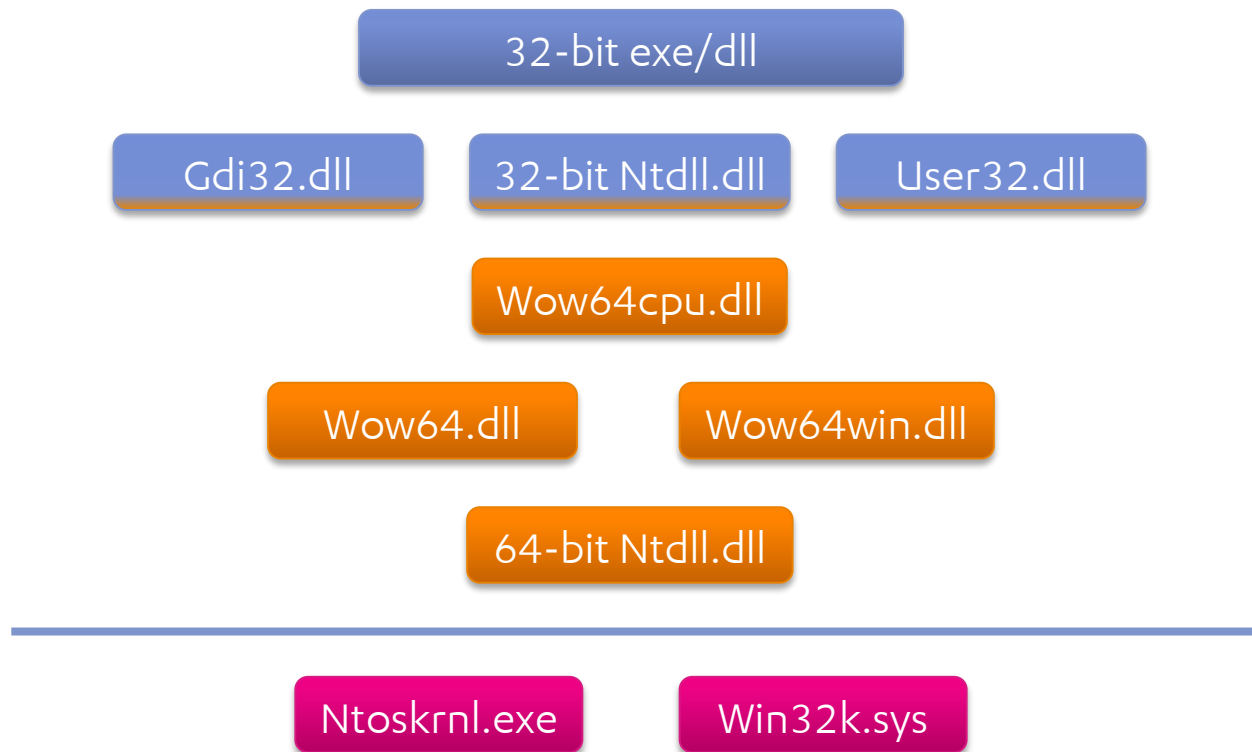 32-bit exe/dll
Gdi32.dll
32-bit Ntdll.dll
User32.dll
Wow64cpu.dll
Wow64.dll
Wow64win.dll
64-bit Ntdll.dll
Ntoskrnl.exe
Win32k.sys